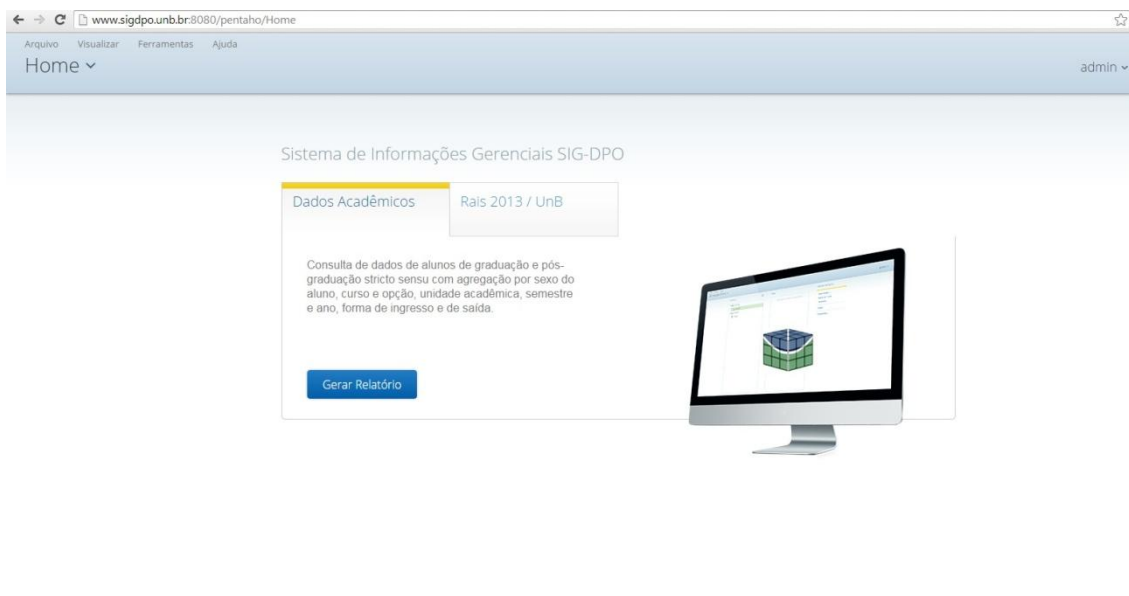 www.sigdpo.unb.br:8080/pentaho/Home
Arquivo Visualizar Ferramentas Ajuda
Home
admin
Sistema de Informações Gerenciais SIG-DPO
Dados Acadêmicos
Rais 2013 / UnB
Consulta de dados de alunos de graduação e pós-
graduação stricto sensu com agregação por sexo do
aluno, curso e opção, unidade acadêmica, semestre
e ano, forma de ingresso e de saída.
Gerar Relatório